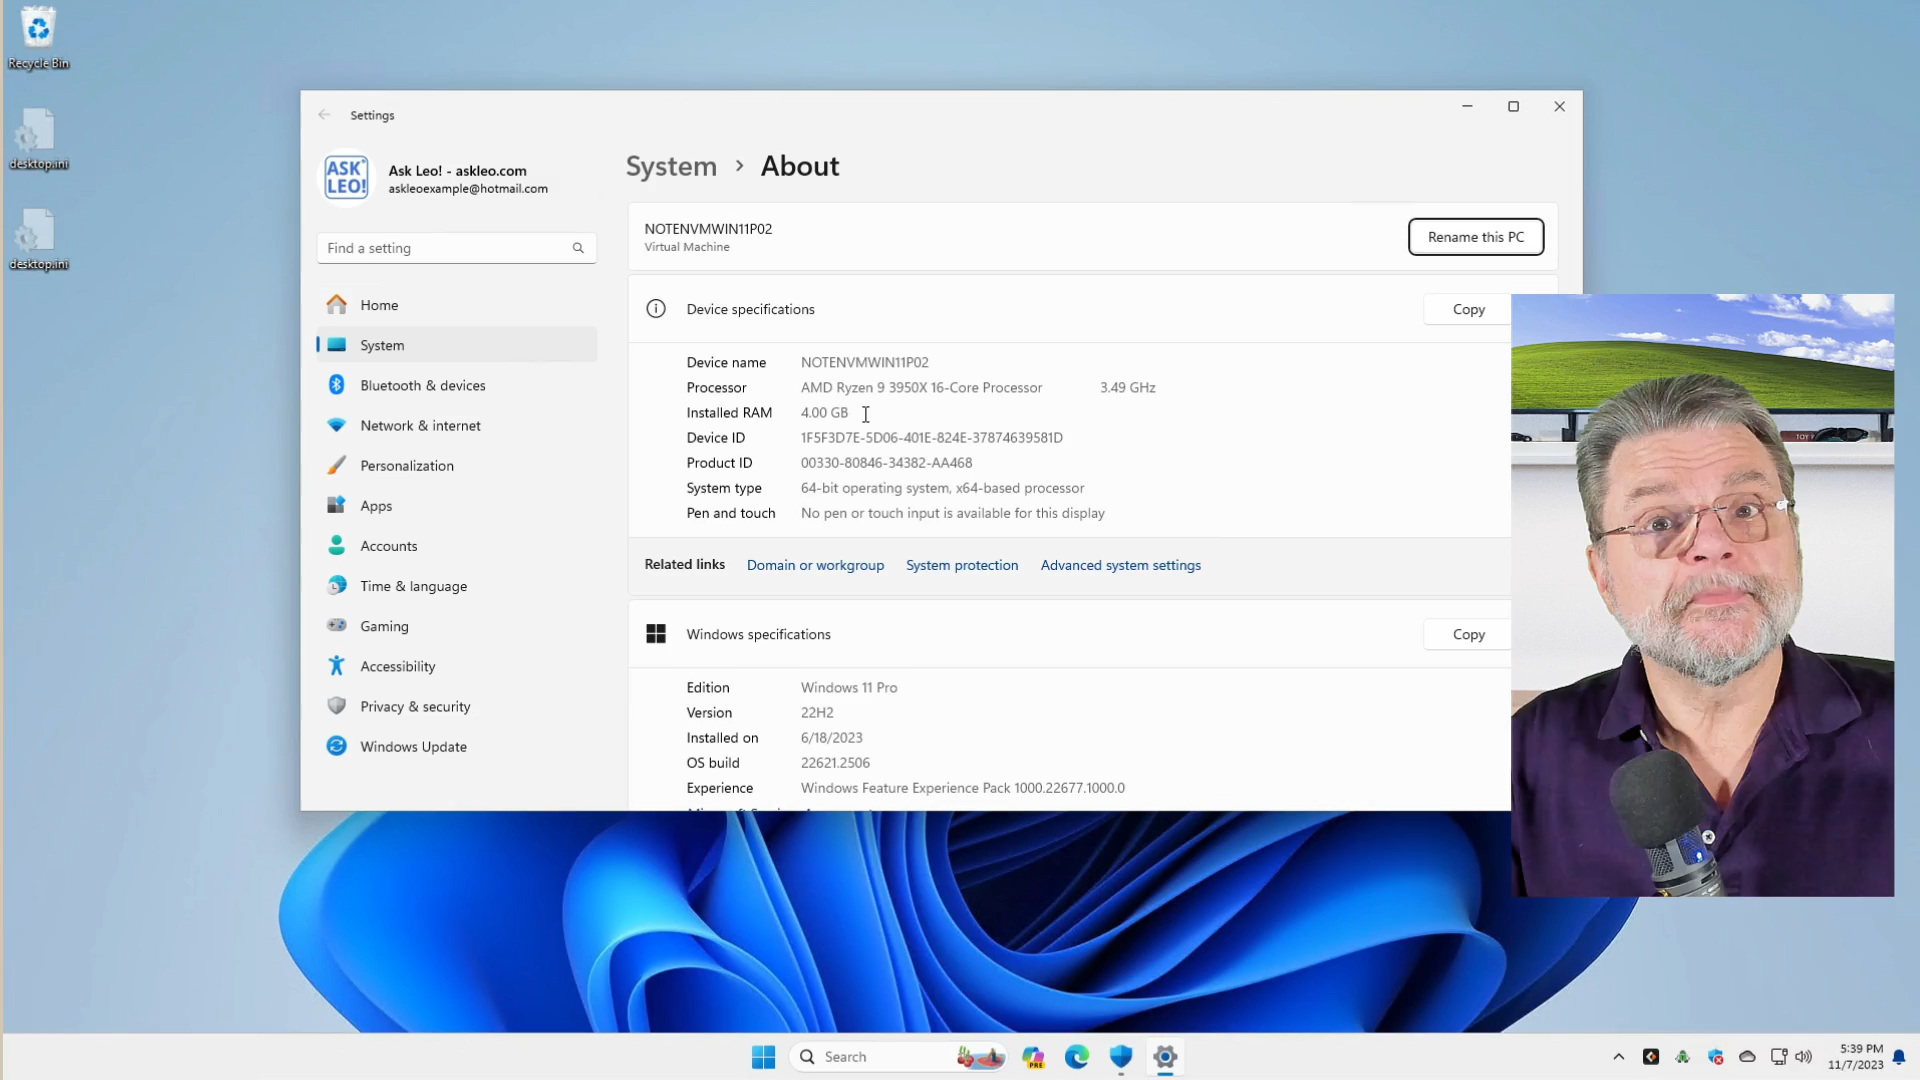 Recycle Bin
desktop.ini
desktop.ini
Settings
ASK
LEO!
Ask Leo! - askleo.com
askleoexample@hotmail.com
Find a setting
Home
System
Bluetooth & devices
Network & internet
Personalization
Apps
Accounts
Time & language
Gaming
Accessibility
Privacy & security
Windows Update
System > About
NOTENVMWIN11P02
Virtual Machine
Rename this PC
Device specifications
Copy
Device name NOTENVMWIN11P02
Processor AMD Ryzen 9 3950X 16-Core Processor 3.49 GHz
Installed RAM 4.00 GB
Device ID 1F5F3D7E-5D06-401E-824E-37874639581D
Product ID 00330-80846-34382-AA468
System type 64-bit operating system, x64-based processor
Pen and touch No pen or touch input is available for this display
Related links Domain or workgroup System protection Advanced system settings
Windows specifications
Copy
Edition Windows 11 Pro
Version 22H2
Installed on 6/18/2023
OS build 22621.2506
Experience Windows Feature Experience Pack 1000.22677.1000.0
Search
PRE
5:39 PM
11/7/2023